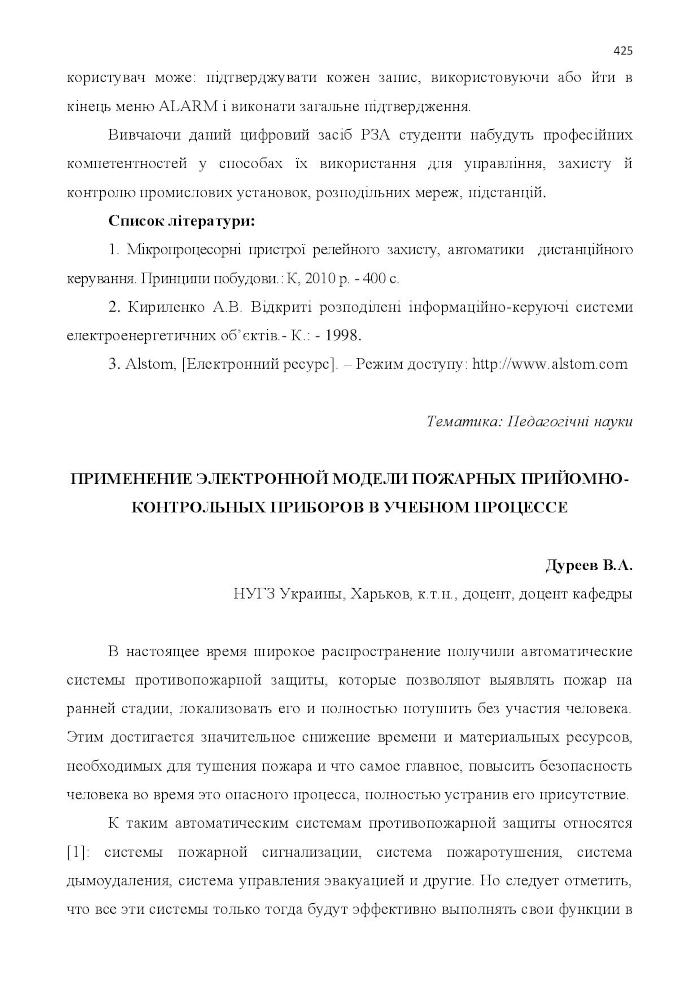 425
користувач може: підтверджувати кожен запис, використовуючи або йти в
кінець меню ALARM і виконати загальне підтвердження.
Вивчаючи даний цифровий засіб РЗА студенти набудуть професійних
компетентностей у способах їх використання для управління, захисту й
контролю промислових установок, розподільних мереж, підстанцій.
Список літератури:
1. Мікропроцесорні пристрої релейного захисту, автоматики дистанційного
керування. Принципи побудови.: К, 2010 р. - 400 с.
2. Кириленко А.В. Відкриті розподілені інформаційно-керуючі системи
електроенергетичних об’єктів.- К.: - 1998.
3. Alstom, [Електронний ресурс]. – Режим доступу: http://www.alstom.com
Тематика: Педагогічні науки
ПРИМЕНЕНИЕ ЭЛЕКТРОННОЙ МОДЕЛИ ПОЖАРНЫХ ПРИЙОМНО-
КОНТРОЛЬНЫХ ПРИБОРОВ В УЧЕБНОМ ПРОЦЕССЕ
Дуреев В.А.
НУГЗ Украины, Харьков, к.т.н., доцент, доцент кафедры
В настоящее время широкое распространение получили автоматические
системы противопожарной защиты, которые позволяют выявлять пожар на
ранней стадии, локализовать его и полностью потушить без участия человека.
Этим достигается значительное снижение времени и материальных ресурсов,
необходимых для тушения пожара и что самое главное, повысить безопасность
человека во время это опасного процесса, полностью устранив его присутствие.
К таким автоматическим системам противопожарной защиты относятся
[1]: системы пожарной сигнализации, система пожаротушения, система
дымоудаления, система управления эвакуацией и другие. Но следует отметить,
что все эти системы только тогда будут эффективно выполнять свои функции в